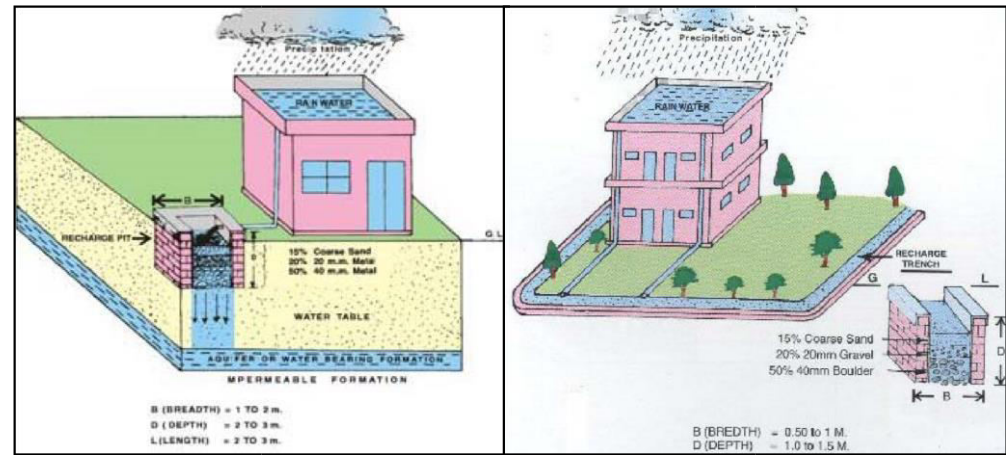 Precip tation
RAIN WATER
B
RECHARGE PIT
D
G L
15% Coarse Sand
20% 20 m.m. Metal
50% 40 m.m. Metal
WATER TABLE
AQUIFER OR WATER BEARING FORMATION
MPERMEABLE FORMATION
B (BREADTH) = 1 TO 2 m.
D ( DEPTH) = 2 TO 3 m.
L (LENGTH) = 2 TO 3 m.
Precipitation
RAIN WATER
RECHARGE
TRENCH
G L
15% Coarse Sand
20% 20mm Gravel
50% 40mm Boulder
D
B
B (BREDTH) = 0.50 to 1 M.
D (DEPTH) = 1.0 to 1.5 M.